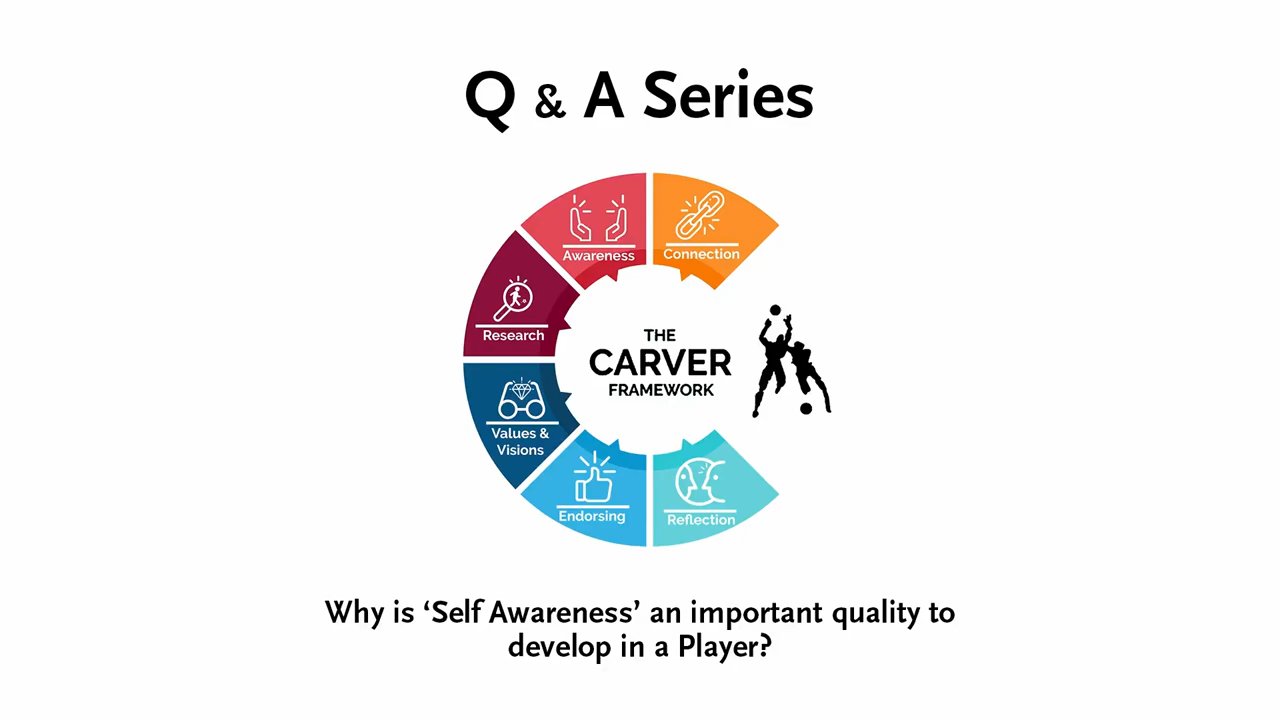 Q & A Series
Awareness
Connection
Research
THE
CARVER
FRAMEWORK
Values &
Visions
Endorsing
Reflection
Why is ‘Self Awareness’ an important quality to
develop in a Player?